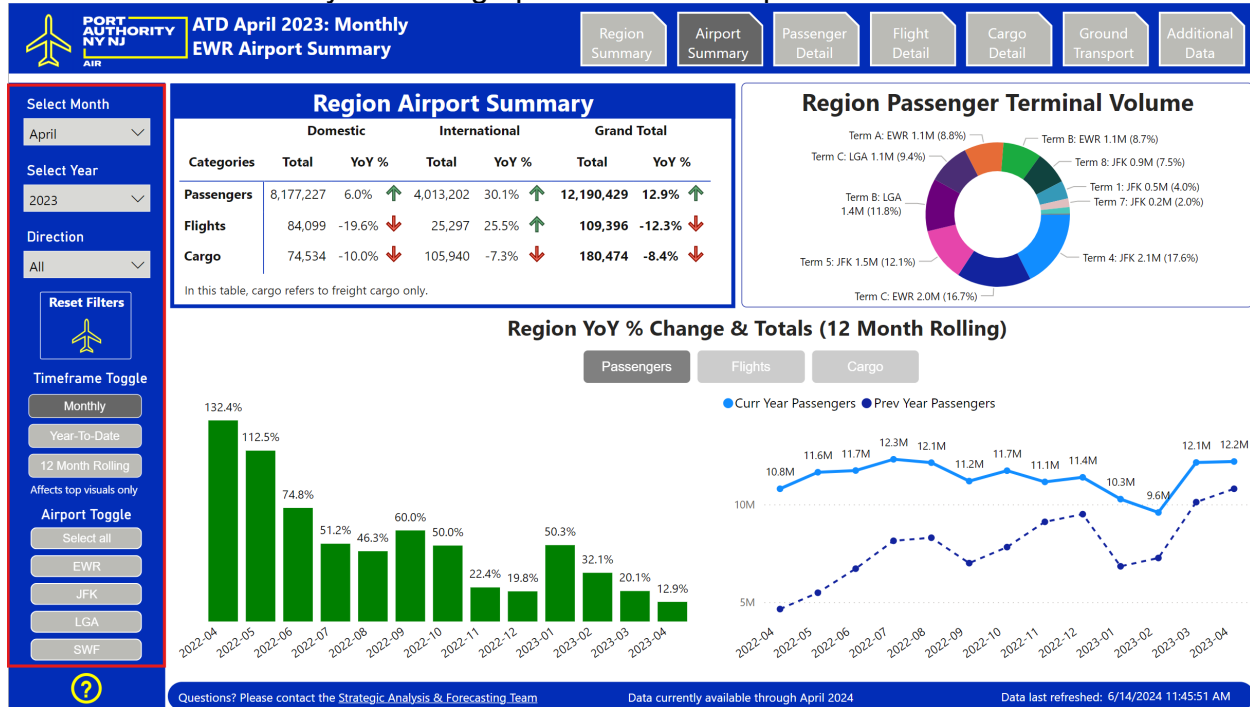 PORT
AUTHORITY
NY NJ
AIR
ATD April 2023: Monthly
EWR Airport Summary
Region
Summary
Airport
Summary
Passenger
Detail
Flight
Detail
Cargo
Detail
Ground
Transport
Additional
Data
Select Month
April
Select Year
2023
Direction
All
Reset Filters
Timeframe Toggle
Monthly
Year-To-Date
12 Month Rolling
Affects top visuals only
Airport Toggle
Select all
EWR
JFK
LGA
SWF
?
Region Airport Summary
Domestic International Grand Total
Categories Total YoY % Total YoY % Total YoY %
Passengers 8,177,227 6.0% 4,013,202 30.1% 12,190,429 12.9%
Flights 84,099 -19.6% 25,297 25.5% 109,396 -12.3%
Cargo 74,534 -10.0% 105,940 -7.3% 180,474 -8.4%
In this table, cargo refers to freight cargo only.
Region Passenger Terminal Volume
Term A: EWR 1.1M (8.8%)
Term B: EWR 1.1M (8.7%)
Term C: LGA 1.1M (9.4%)
Term 8: JFK 0.9M (7.5%)
Term 1: JFK 0.5M (4.0%)
Term 7: JFK 0.2M (2.0%)
Term B: LGA
1.4M (11.8%)
Term 5: JFK 1.5M (12.1%)
Term 4: JFK 2.1M (17.6%)
Term C: EWR 2.0M (16.7%)
Region YoY % Change & Totals (12 Month Rolling)
Passengers
Flights
Cargo
132.4%
112.5%
74.8%
51.2%
46.3%
60.0%
50.0%
22.4%
19.8%
50.3%
32.1%
20.1%
12.9%
2022-04
2022-05
2022-06
2022-07
2022-08
2022-09
2022-10
2022-11
2022-12
2023-01
2023-02
2023-03
2023-04
Curr Year Passengers Prev Year Passengers
10.8M
11.6M
11.7M
12.3M
12.1M
11.2M
11.7M
11.1M
11.4M
10.3M
9.6M
12.1M
12.2M
10M
5M
2022-04
2022-05
2022-06
2022-07
2022-08
2022-09
2022-10
2022-11
2022-12
2023-01
2023-02
2023-03
2023-04
Questions? Please contact the Strategic Analysis & Forecasting Team
Data currently available through April 2024
Data last refreshed: 6/14/2024 11:45:51 AM